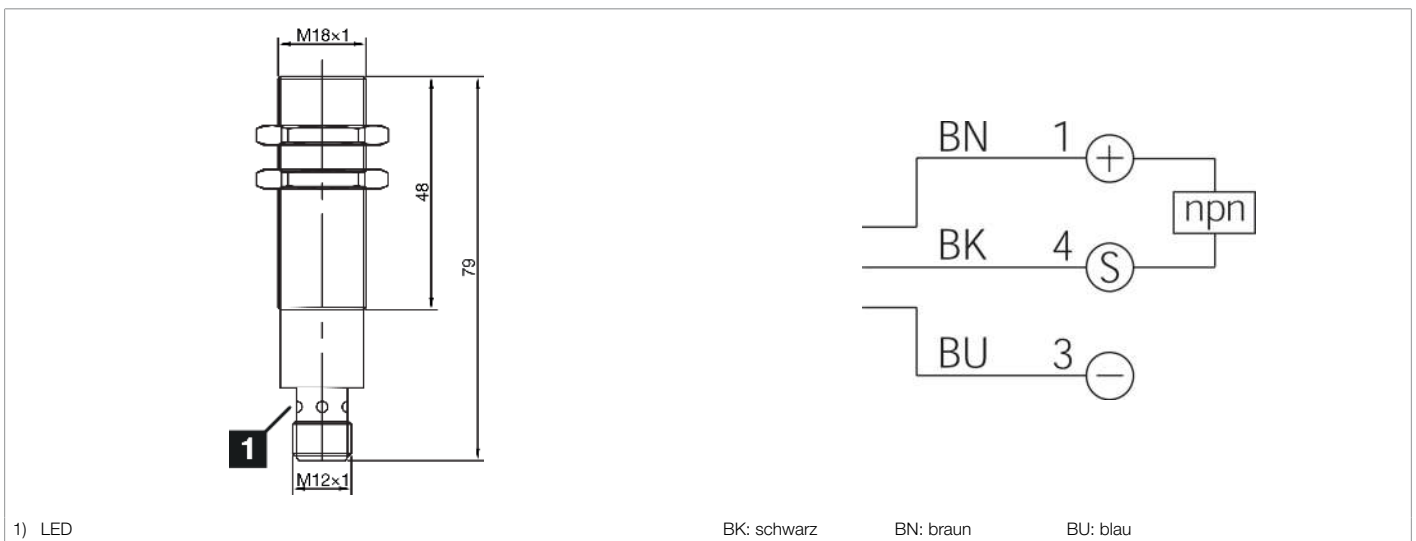 M18×1
48
79
1
M12×1
BN 1 +
npn
BK 4 S
BU 3 −
1) LED
BK: schwarz BN: braun BU: blau